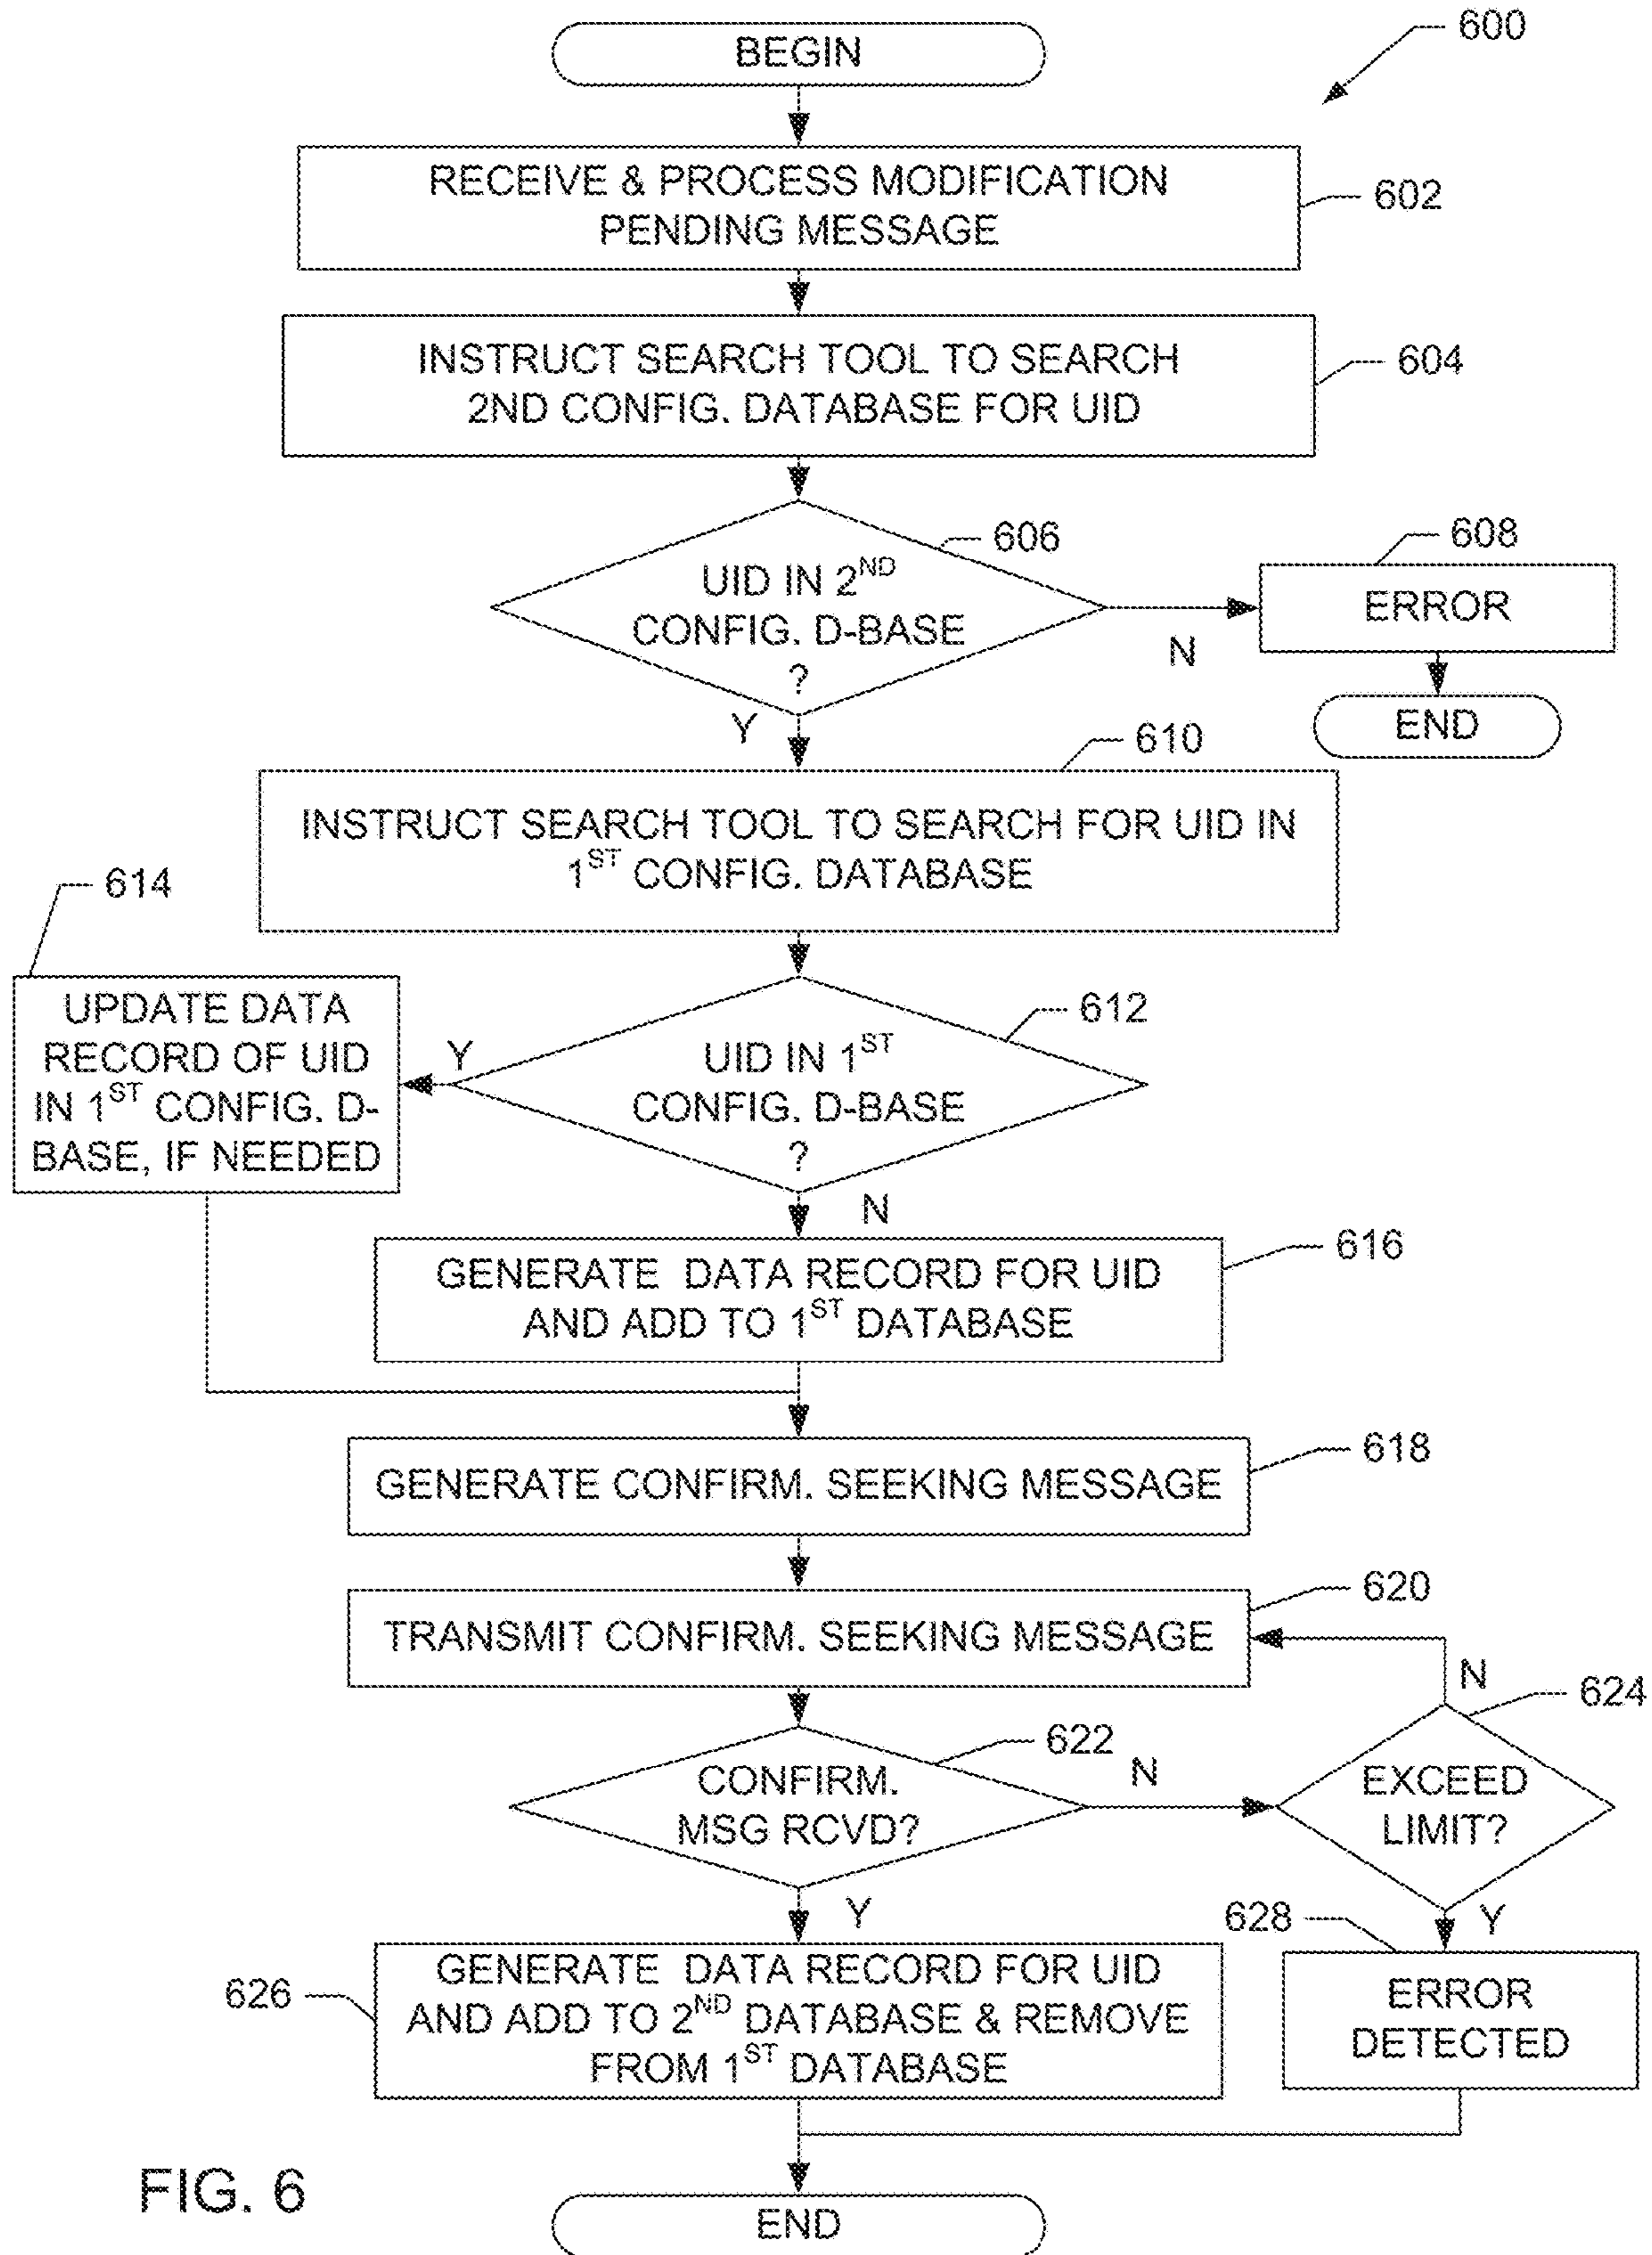 BEGIN
600
RECEIVE & PROCESS MODIFICATION
PENDING MESSAGE
602
INSTRUCT SEARCH TOOL TO SEARCH
2ND CONFIG. DATABASE FOR UID
604
606
UID IN 2ND
CONFIG. D-BASE
?
N
Y
608
ERROR
END
610
INSTRUCT SEARCH TOOL TO SEARCH FOR UID IN
1ST CONFIG. DATABASE
614
UPDATE DATA
RECORD OF UID
IN 1ST CONFIG. D-
BASE, IF NEEDED
Y
612
UID IN 1ST
CONFIG. D-BASE
?
N
GENERATE DATA RECORD FOR UID
AND ADD TO 1ST DATABASE
616
GENERATE CONFIRM. SEEKING MESSAGE
618
TRANSMIT CONFIRM. SEEKING MESSAGE
620
N
624
622
CONFIRM.
MSG RCVD?
N
EXCEED
LIMIT?
Y
Y
628
626
GENERATE DATA RECORD FOR UID
AND ADD TO 2ND DATABASE & REMOVE
FROM 1ST DATABASE
ERROR
DETECTED
FIG. 6
END